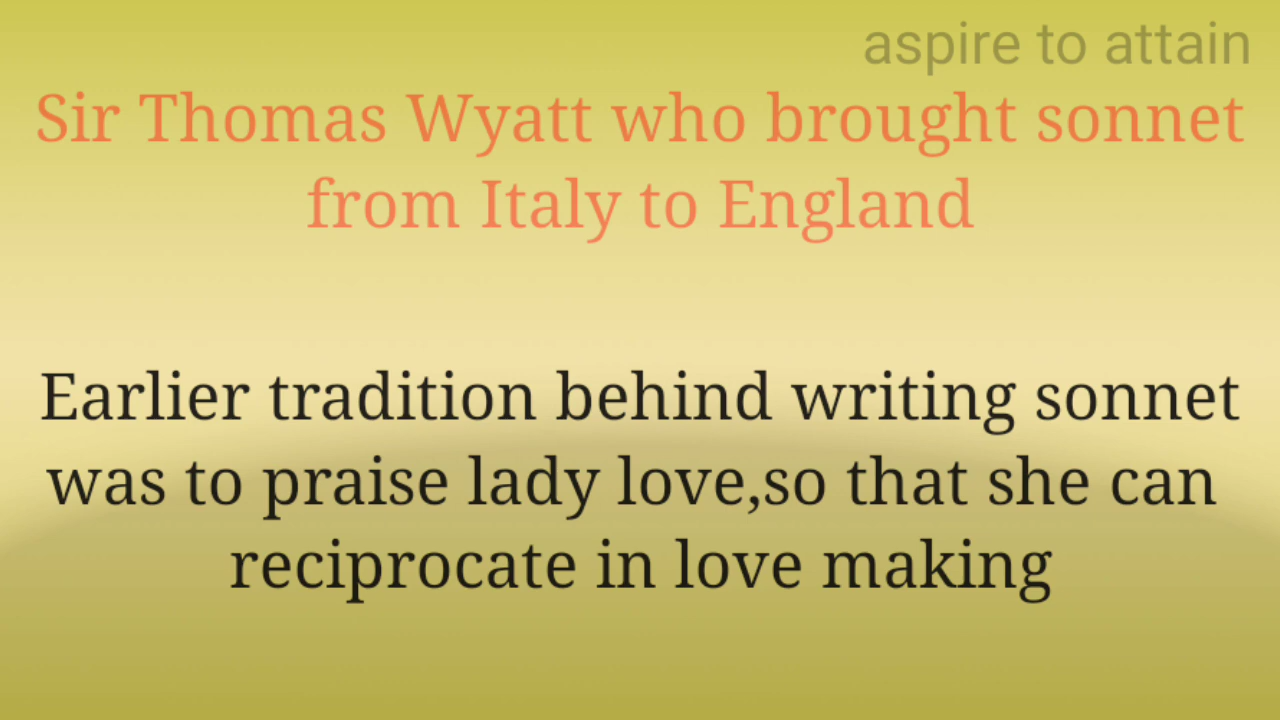 aspire to attain
Sir Thomas Wyatt who brought sonnet
from Italy to England
Earlier tradition behind writing sonnet
was to praise lady love,so that she can
reciprocate in love making